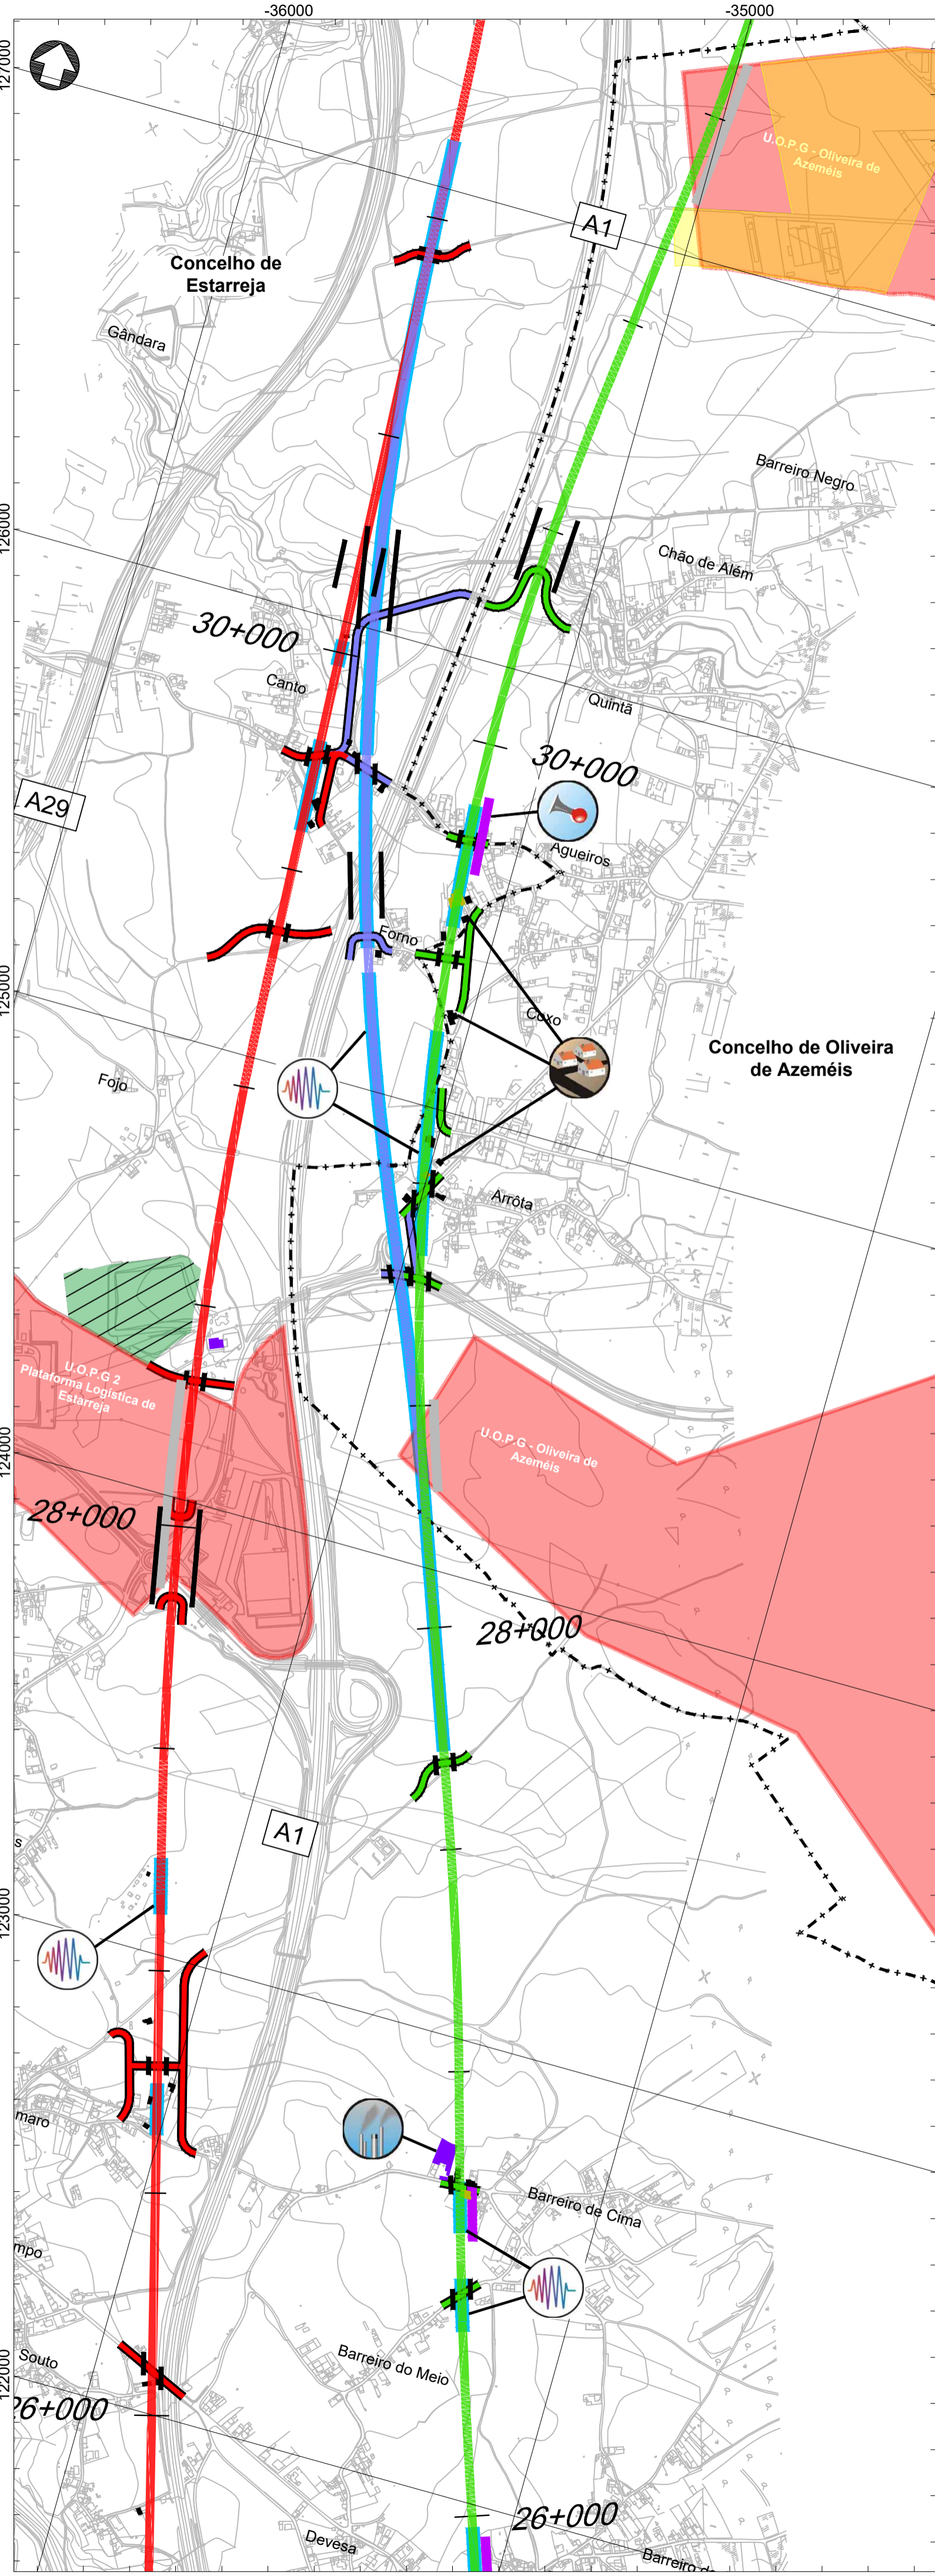 -36000
-35000
127000
U.O.P.G - Oliveira de
Azeméis
A1
Concelho de
Estarreja
Gândara
Barreiro Negro
126000
Chão de Além
30+000
Canto
Quintã
30+000
A29
Agueiros
Forno
125000
Coxo
Concelho de Oliveira
de Azeméis
Fojo
Arrôta
U.O.P.G 2
Plataforma Logística de
Estarreja
U.O.P.G - Oliveira de
Azeméis
124000
28+000
28+000
A1
s
123000
maro
Barreiro de Cima
mpo
Barreiro do Meio
Souto
122000
26+000
26+000
Devesa
Barreiro d